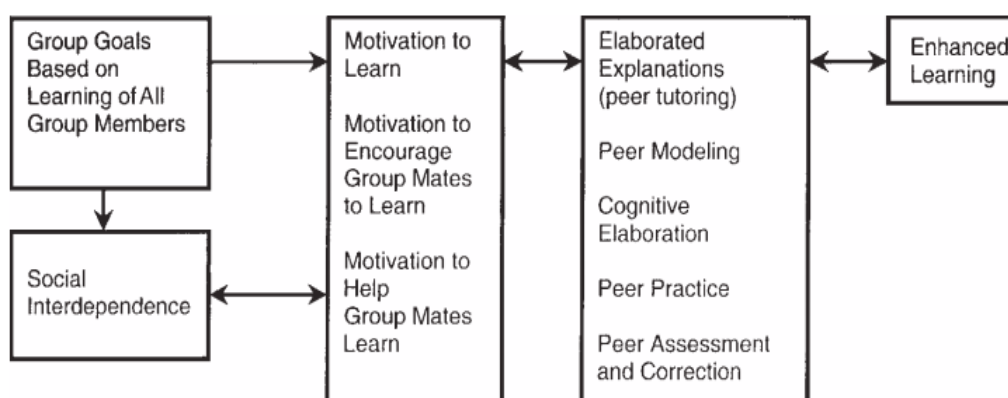 Group Goals
Based on
Learning of All
Group Members
Social
Interdependence
Motivation to
Learn
Motivation to
Encourage
Group Mates
to Learn
Motivation to
Help
Group Mates
Learn
Elaborated
Explanations
(peer tutoring)
Peer Modeling
Cognitive
Elaboration
Peer Practice
Peer Assessment
and Correction
Enhanced
Learning